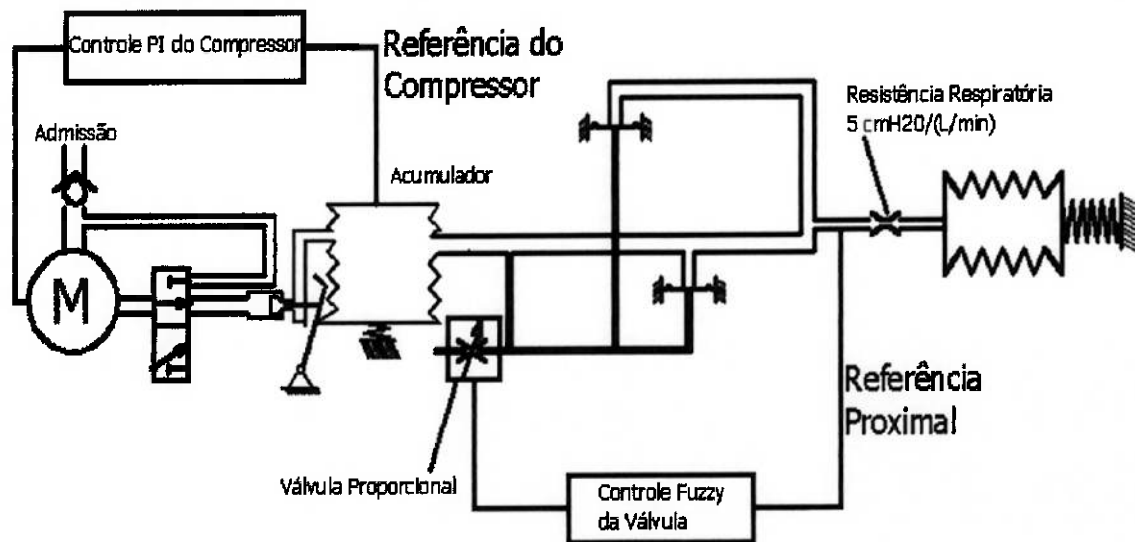 Controle PI do Compressor
Referência do
Compressor
Admissão
Acumulador
Resistência Respiratória
5 cmH20/(L/min)
M
Referência
Proximal
Válvula Proporcional
Controle Fuzzy
da Válvula